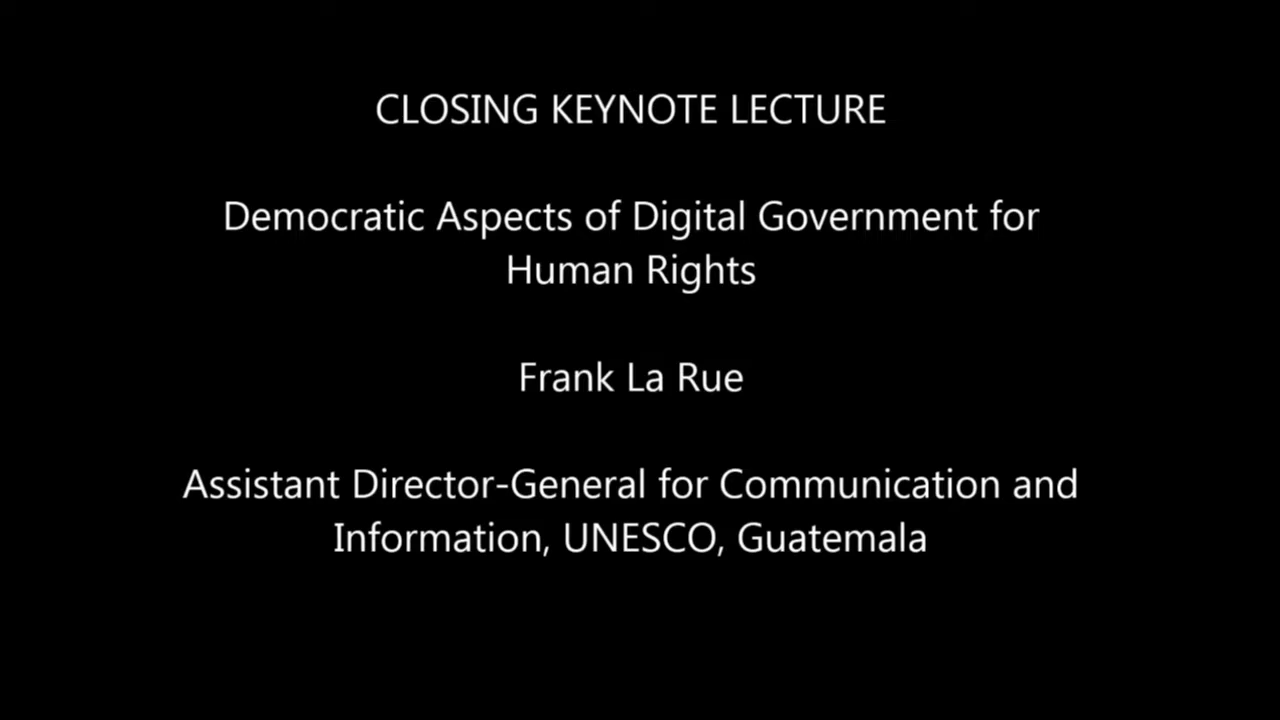 CLOSING KEYNOTE LECTURE
Democratic Aspects of Digital Government for
Human Rights
Frank La Rue
Assistant Director-General for Communication and
Information, UNESCO, Guatemala